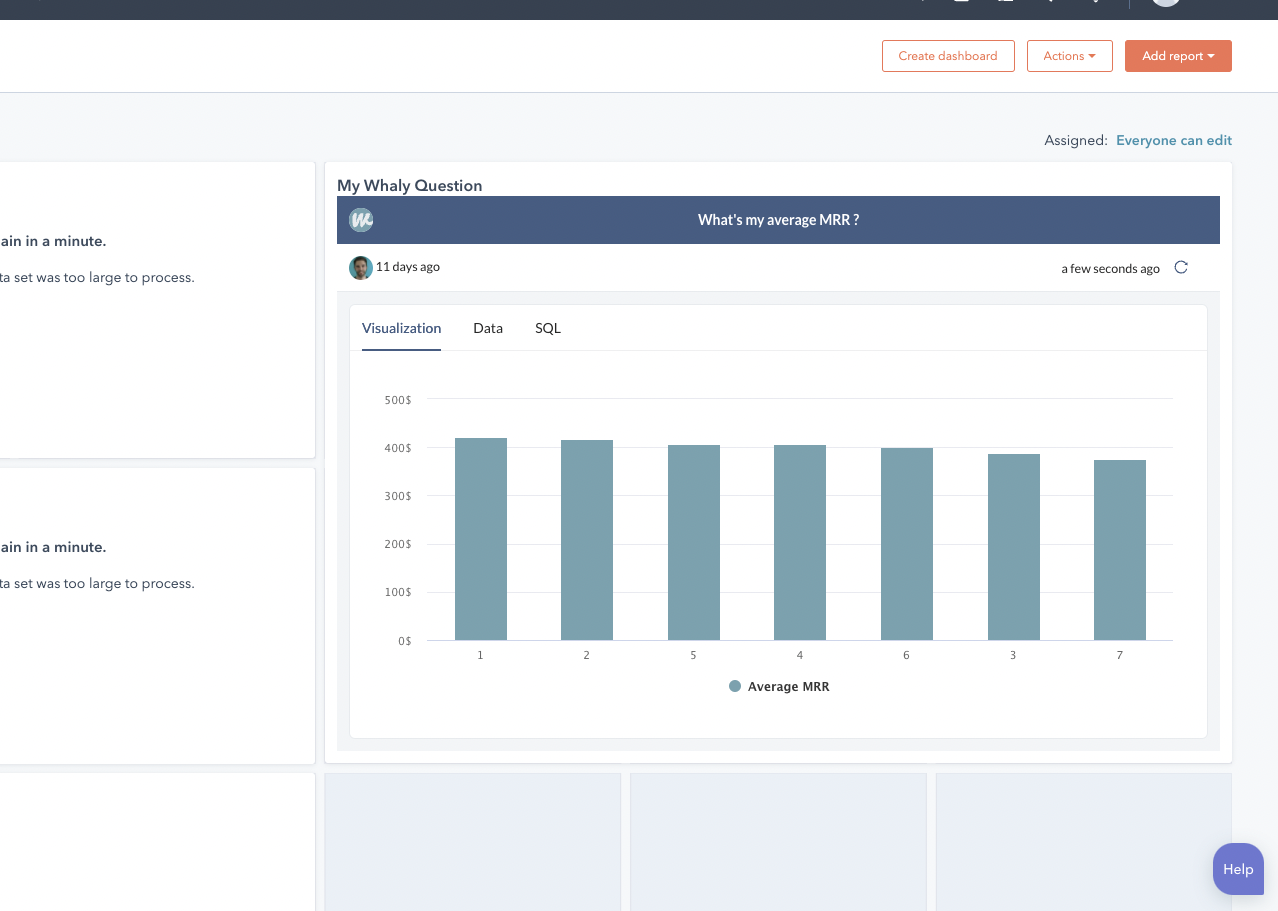 Create dashboard
Actions
Add report
Assigned: Everyone can edit
ain in a minute.
ta set was too large to process.
My Whaly Question
What's my average MRR ?
11 days ago
a few seconds ago
Visualization
Data
SQL
500$
400$
300$
200$
100$
0$
1
2
5
4
6
3
7
Average MRR
ain in a minute.
ta set was too large to process.
Help